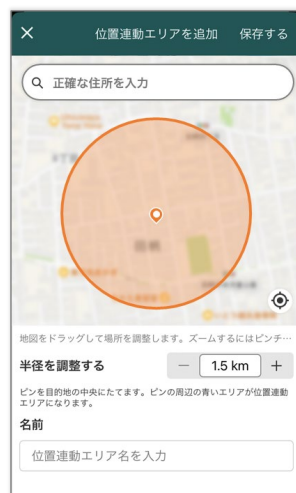 位置連動エリアを追加 保存する
正確な住所を入力
地図をドラッグして場所を調整します。ズームするにはピンチ…
半径を調整する − 1.5 km +
ピンを目的地の中央にたてます。ピンの周辺の青いエリアが位置連動
エリアになります。
名前
位置連動エリア名を入力